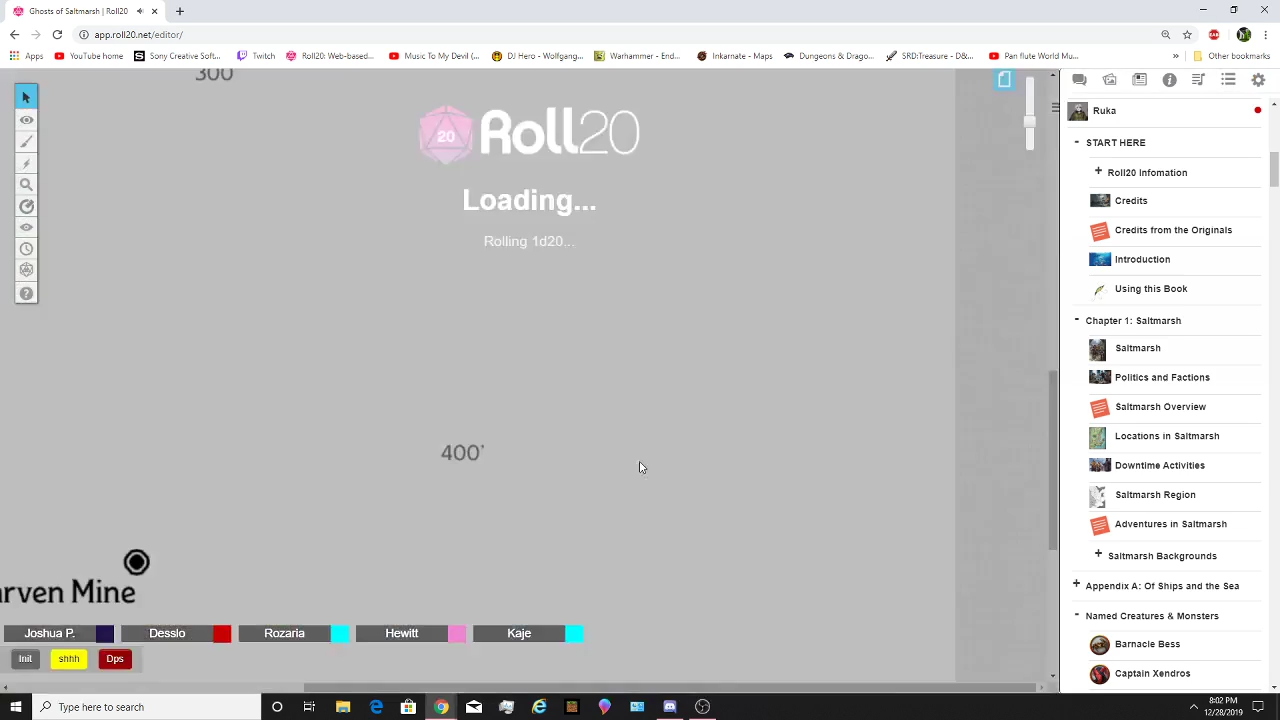 Ghosts of Saltmarsh | Roll20
app.roll20.net/editor/
Apps
YouTube home
Sony Creative Soft...
Twitch
Roll20: Web-based...
Music To My Devil (...
DJ Hero - Wolfgang...
Warhammer - End...
Inkarnate - Maps
Dungeons & Drago...
SRD:Treasure - D&...
Pan flute World Mu...
»
Other bookmarks
300
20
Roll20
Loading...
Rolling 1d20...
400'
arven Mine
Joshua P.
Desslo
Rozaria
Hewitt
Kaje
Init
shhh
Dps
Ruka
- START HERE
+ Roll20 Infomation
Credits
Credits from the Originals
Introduction
Using this Book
- Chapter 1: Saltmarsh
Saltmarsh
Politics and Factions
Saltmarsh Overview
Locations in Saltmarsh
Downtime Activities
Saltmarsh Region
Adventures in Saltmarsh
+ Saltmarsh Backgrounds
+ Appendix A: Of Ships and the Sea
- Named Creatures & Monsters
Barnacle Bess
Captain Xendros
Type here to search
8:02 PM
12/28/2019